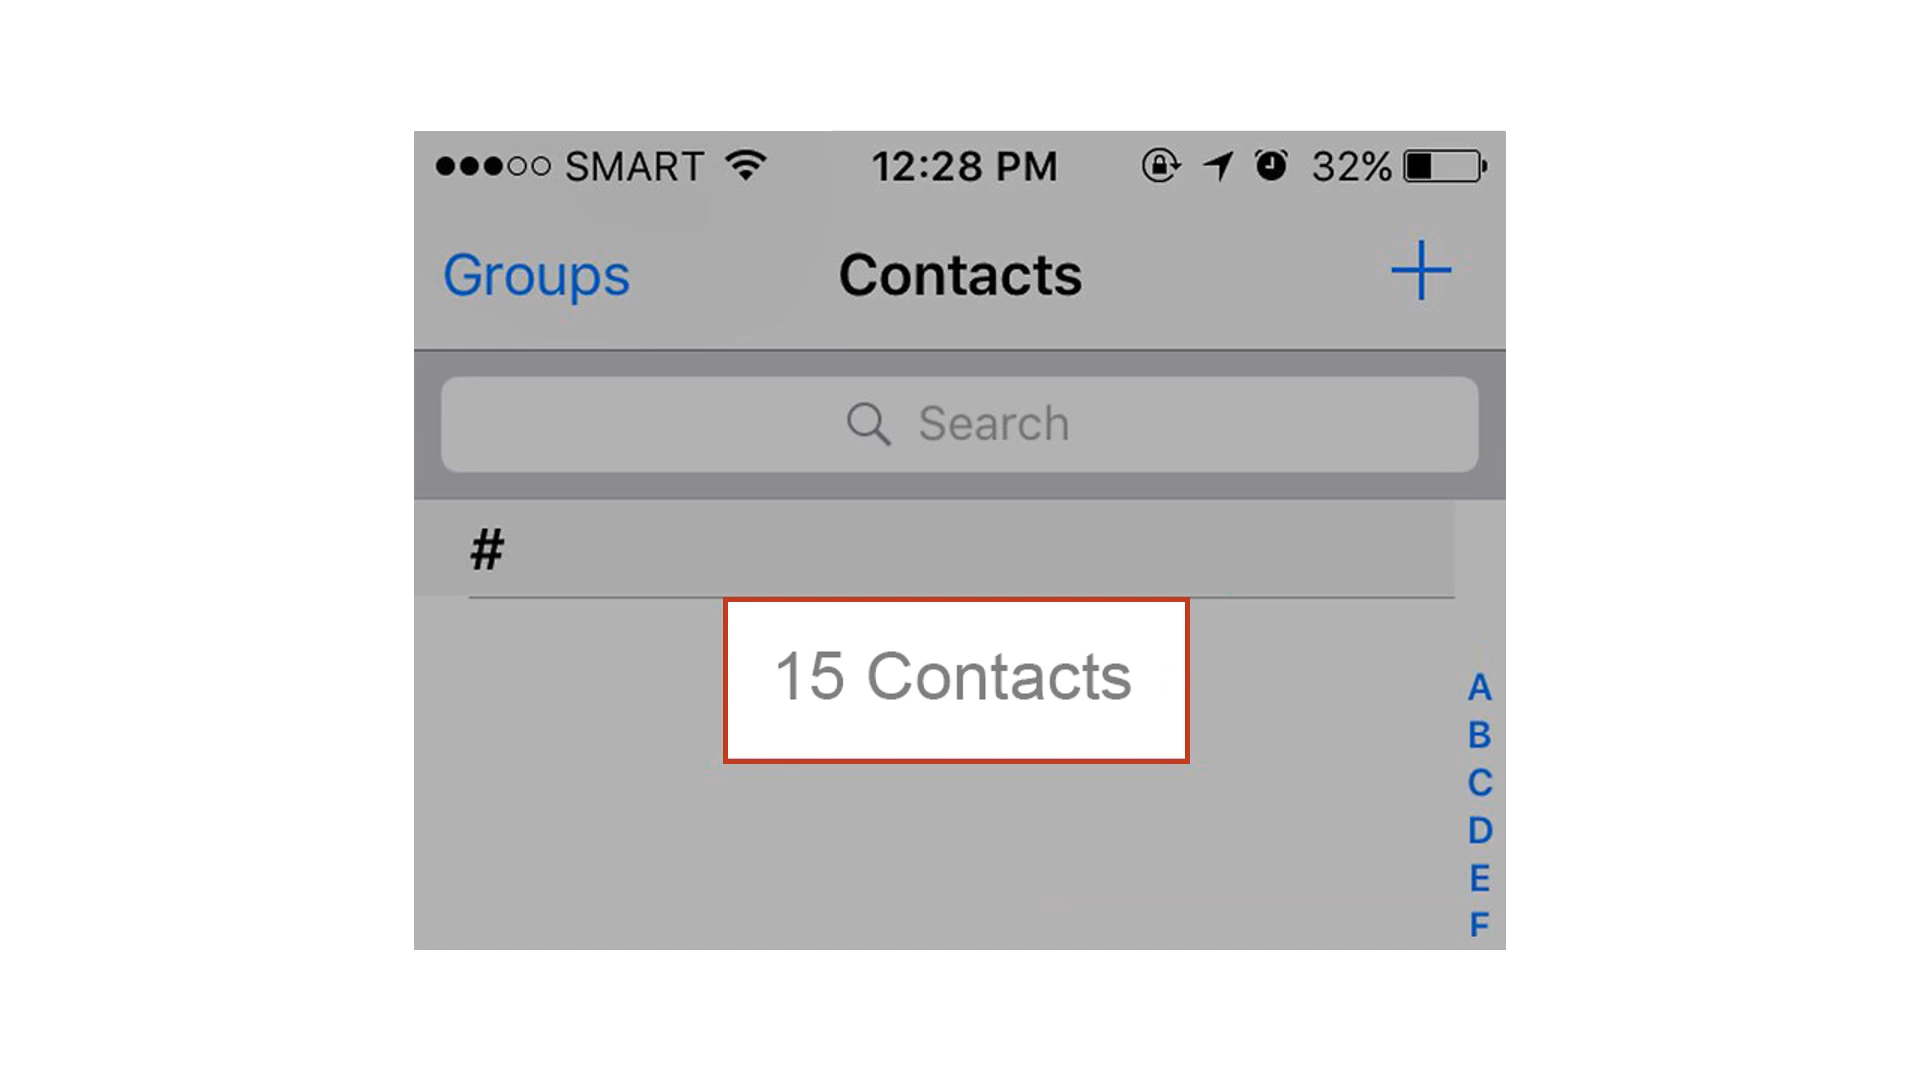 SMART 12:28 PM 32%
Groups Contacts +
Search
#
15 Contacts
A
B
C
D
E
F